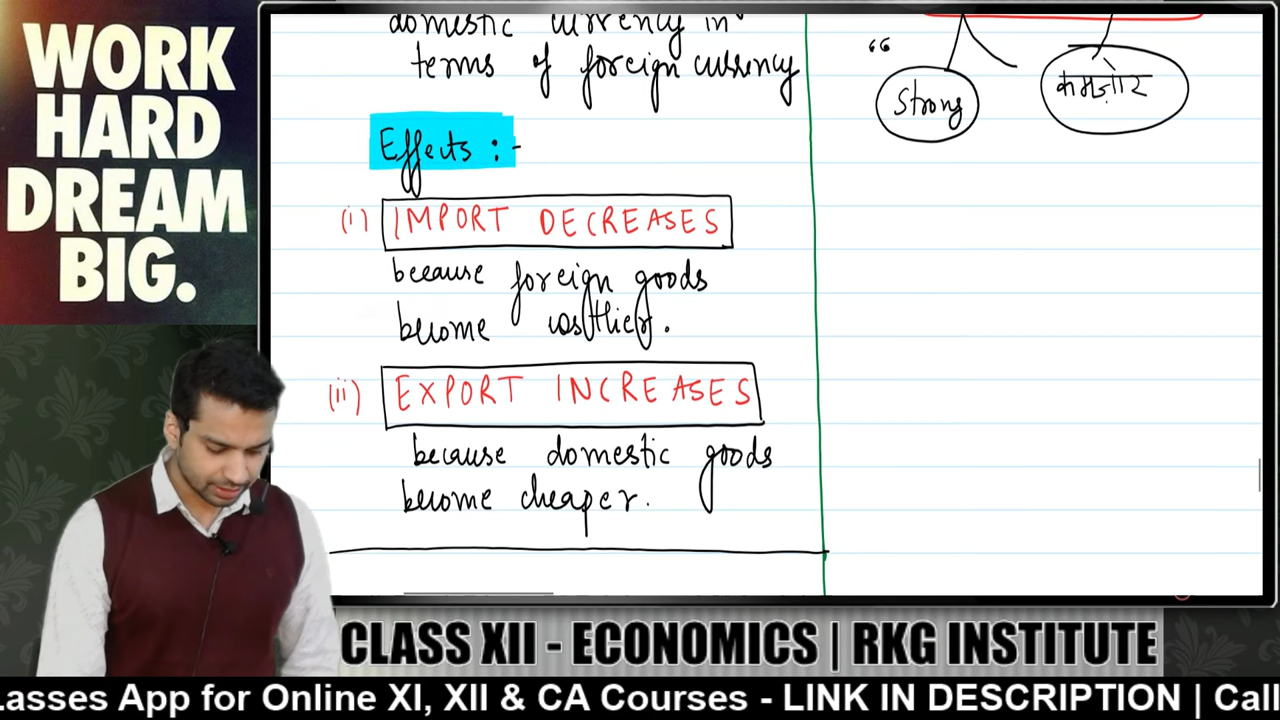 WORK
HARD
DREAM
BIG.
domestic currency in
terms of foreign currency
Effects :-
(i) IMPORT DECREASES
because foreign goods
become costlier.
(ii) EXPORT INCREASES
because domestic goods
become cheaper.
“
Strong
कमज़ोर
CLASS XII - ECONOMICS | RKG INSTITUTE
lasses App for Online XI, XII & CA Courses - LINK IN DESCRIPTION | Call